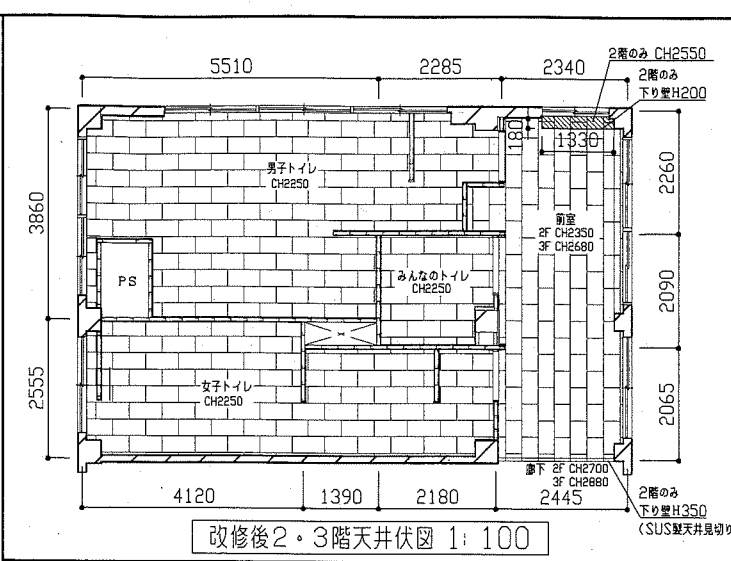 5510
2285
2340
2階のみ CH2550
2階のみ
下り壁H200
180
1330
男子トイレ
CH2250
前室
2F CH2350
3F CH2680
3860
2260
みんなのトイレ
CH2250
PS
2090
女子トイレ
CH2250
2555
2065
廊下 2F CH2700
3F CH2880
4120
1390
2180
2445
2階のみ
下り壁H350
(SUS製天井見切り
改修後2・3階天井伏図 1:100